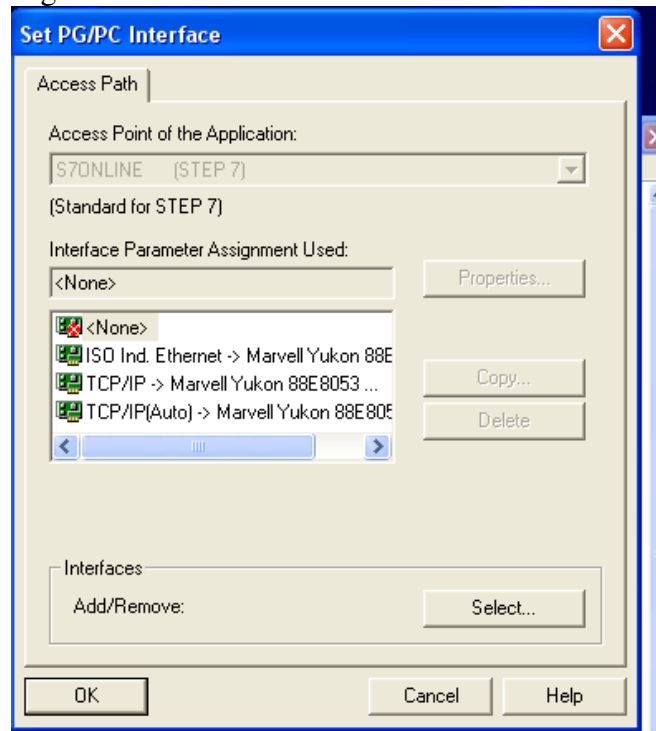 Set PG/PC Interface
Access Path
Access Point of the Application:
S7ONLINE (STEP 7)
(Standard for STEP 7)
Interface Parameter Assignment Used:
<None>
Properties...
<None>
ISO Ind. Ethernet -> Marvell Yukon 88E
TCP/IP -> Marvell Yukon 88E8053 ...
TCP/IP(Auto) -> Marvell Yukon 88E805
Copy...
Delete
Interfaces
Add/Remove:
Select...
OK
Cancel
Help